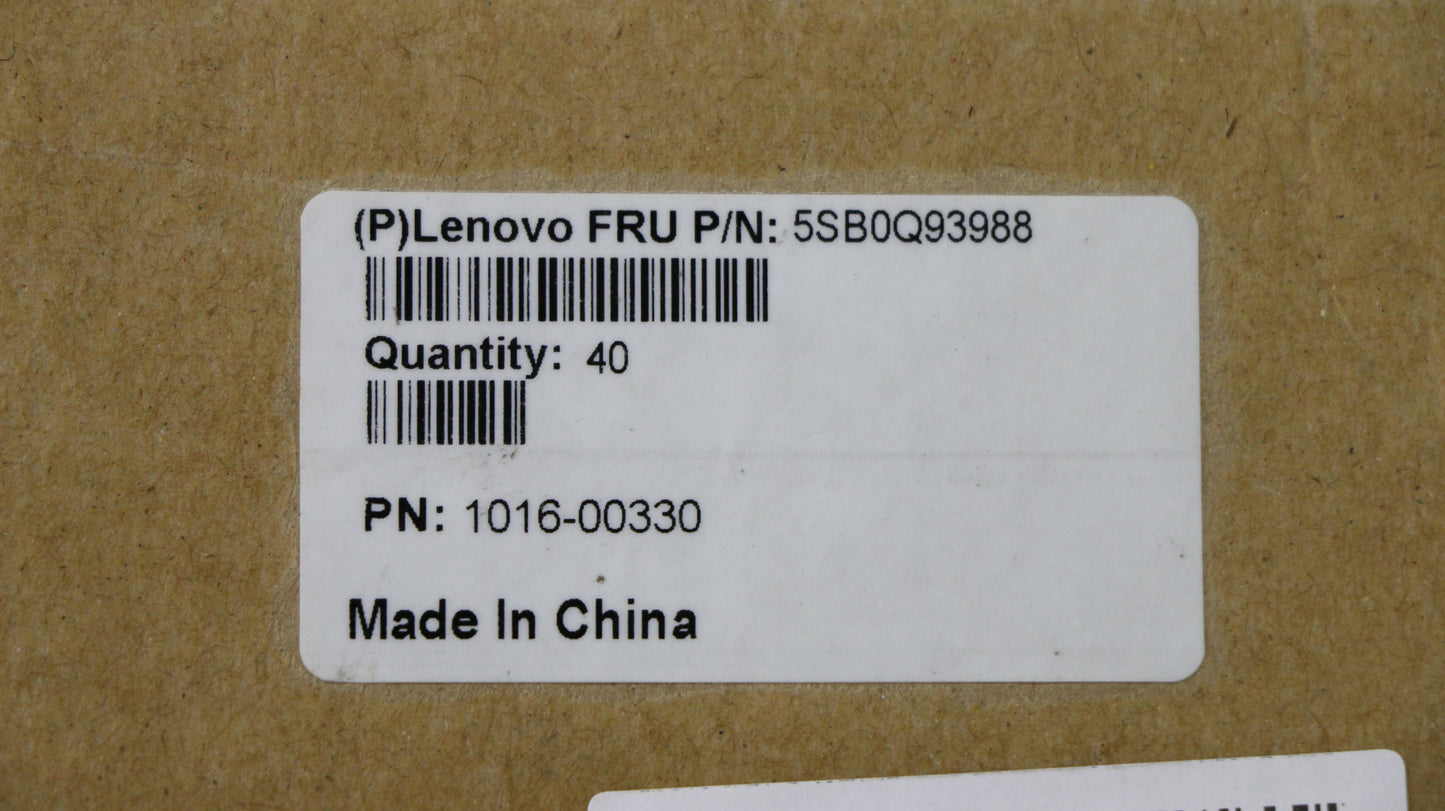 (P)Lenovo FRU P/N: 5SB0Q93988
Quantity: 40
PN: 1016-00330
Made In China